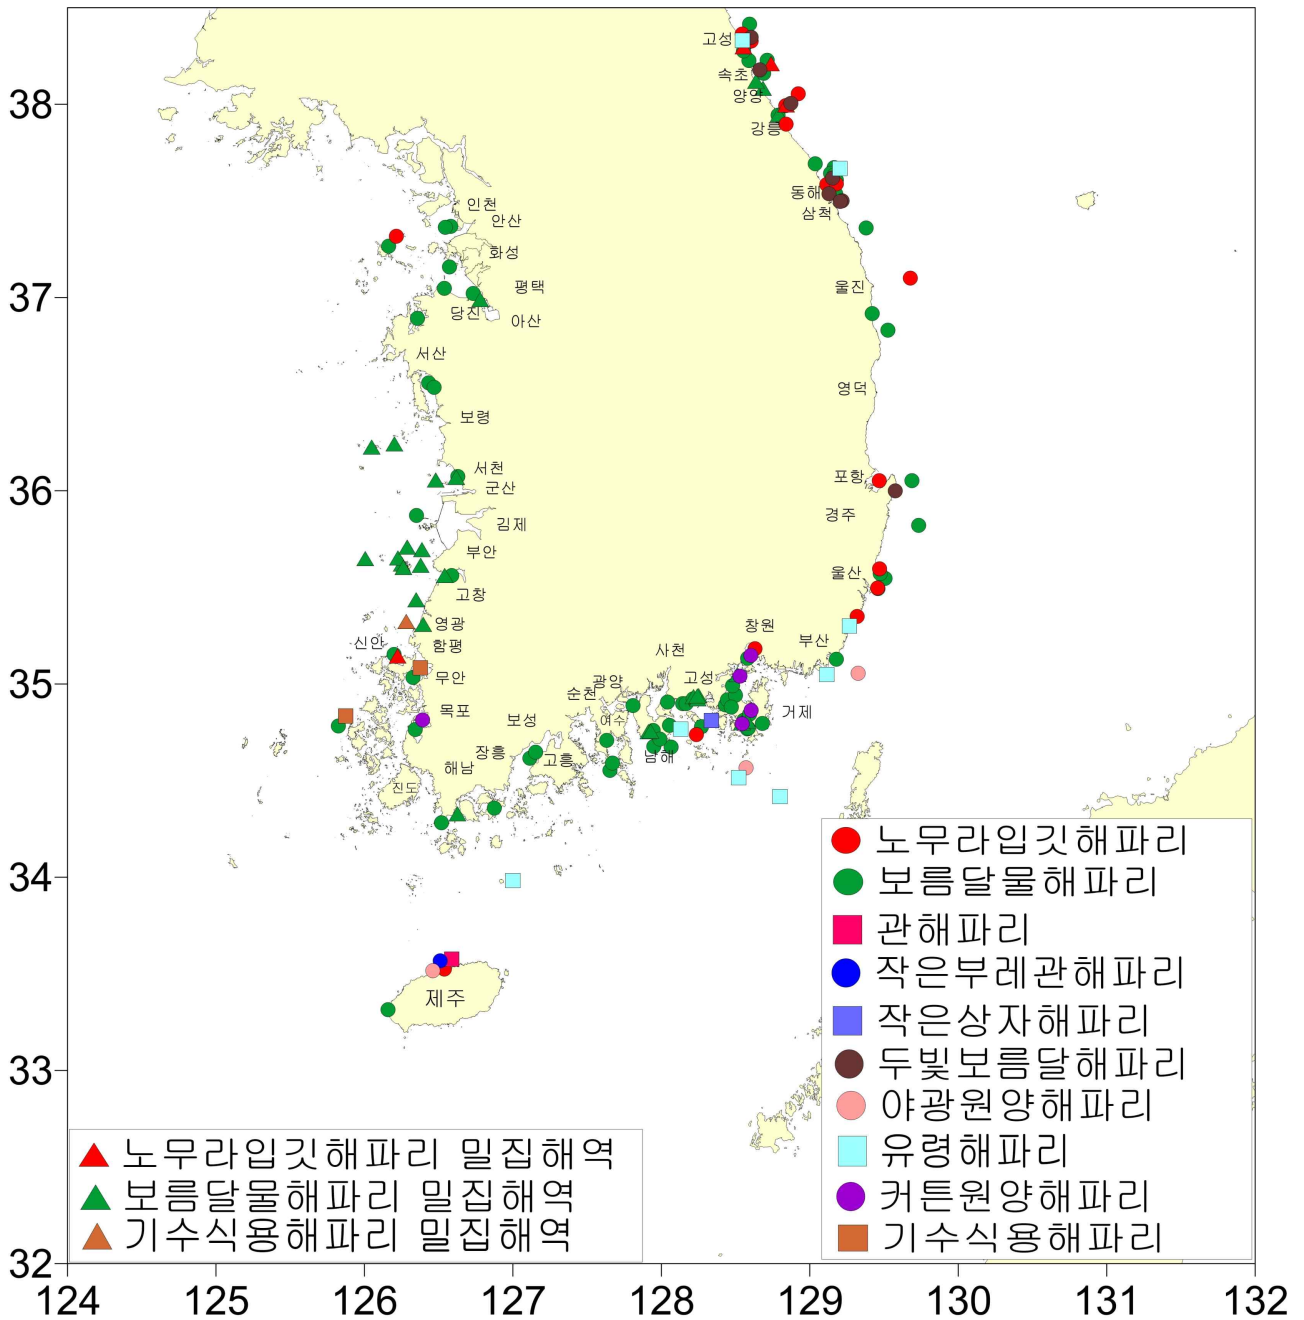 38
37
36
35
34
33
32
124
125
126
127
128
129
130
131
132
고성
속초
양양
강릉
동해
삼척
울진
영덕
포항
경주
울산
부산
창원
거제
고성
사천
남해
광양
순천
여수
고흥
보성
장흥
해남
진도
목포
무안
함평
신안
영광
고창
부안
김제
군산
서천
보령
서산
당진
아산
평택
화성
안산
인천
제주
노무라입깃해파리 밀집해역
보름달물해파리 밀집해역
기수식용해파리 밀집해역
노무라입깃해파리
보름달물해파리
관해파리
작은부레관해파리
작은상자해파리
두빛보름달해파리
야광원양해파리
유령해파리
커튼원양해파리
기수식용해파리